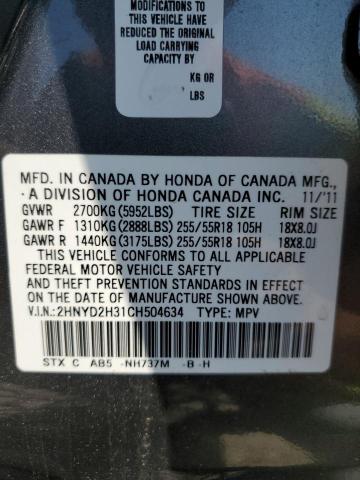 MODIFICATIONS TO
THIS VEHICLE HAVE
REDUCED THE ORIGINAL
LOAD CARRYING
CAPACITY BY
KG OR
LBS
MFD. IN CANADA BY HONDA OF CANADA MFG.,
A DIVISION OF HONDA CANADA INC. 11/'11
GVWR 2700KG(5952LBS) TIRE SIZE RIM SIZE
GAWR F 1310KG(2888LBS) 255/55R18 105H 18X8.0J
GAWR R 1440KG(3175LBS) 255/55R18 105H 18X8.0J
THIS VEHICLE CONFORMS TO ALL APPLICABLE
FEDERAL MOTOR VEHICLE SAFETY
AND THEFT PREVENTION STANDARDS IN EFFECT ON
THE DATE OF MANUFACTURE SHOWN ABOVE.
V.I.N.:2HNYD2H31CH504634 TYPE: MPV
STX C AB5 -NH737M -B -H